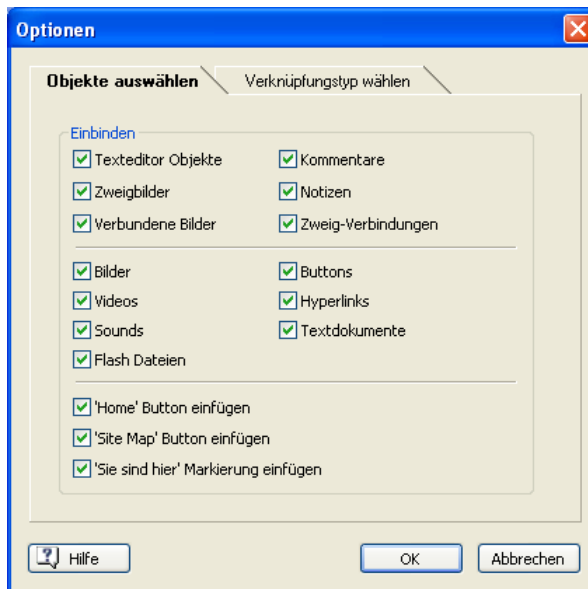 Optionen
Objekte auswählen Verknüpfungstyp wählen
Einbinden
Texteditor Objekte Kommentare
Zweigbilder Notizen
Verbundene Bilder Zweig-Verbindungen
Bilder Buttons
Videos Hyperlinks
Sounds Textdokumente
Flash Dateien
'Home' Button einfügen
'Site Map' Button einfügen
'Sie sind hier' Markierung einfügen
Hilfe OK Abbrechen